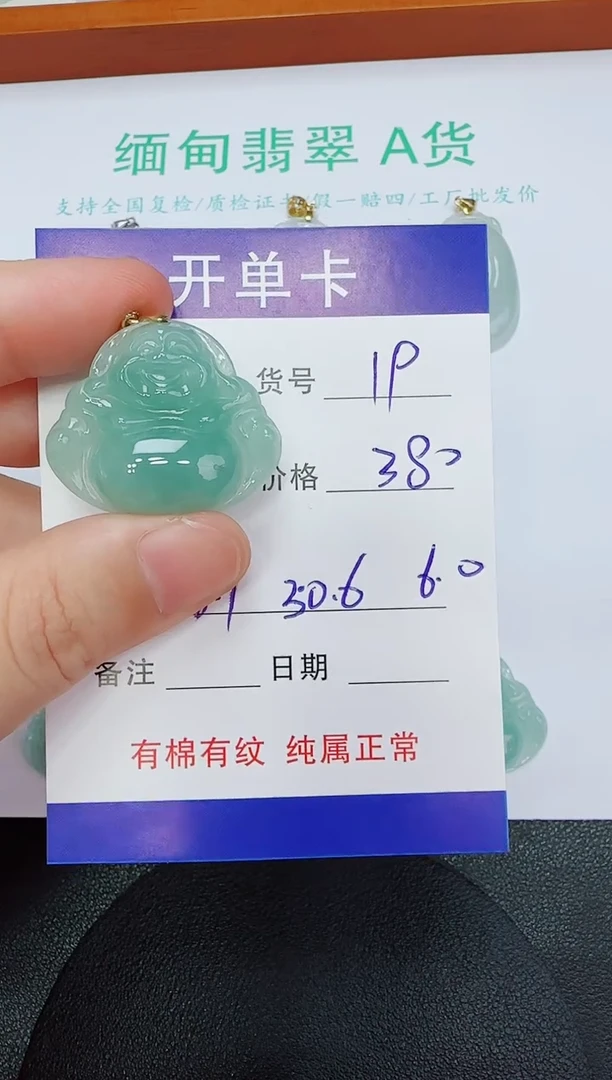 缅甸翡翠 A货
支持全国复检/质检证书/假一赔四/工厂批发价
开单卡
货号 1P
价格 380
30.6 6.0
备注 日期
有棉有纹 纯属正常